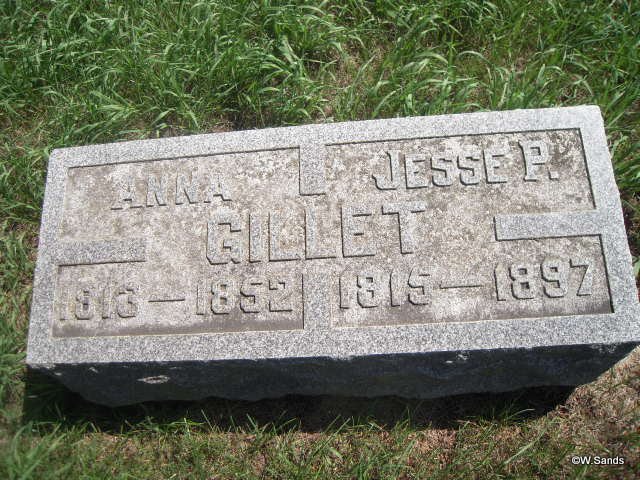 ANNA JESSE P.
GILLET
1813 — 1852 1815 — 1897
©W.Sands